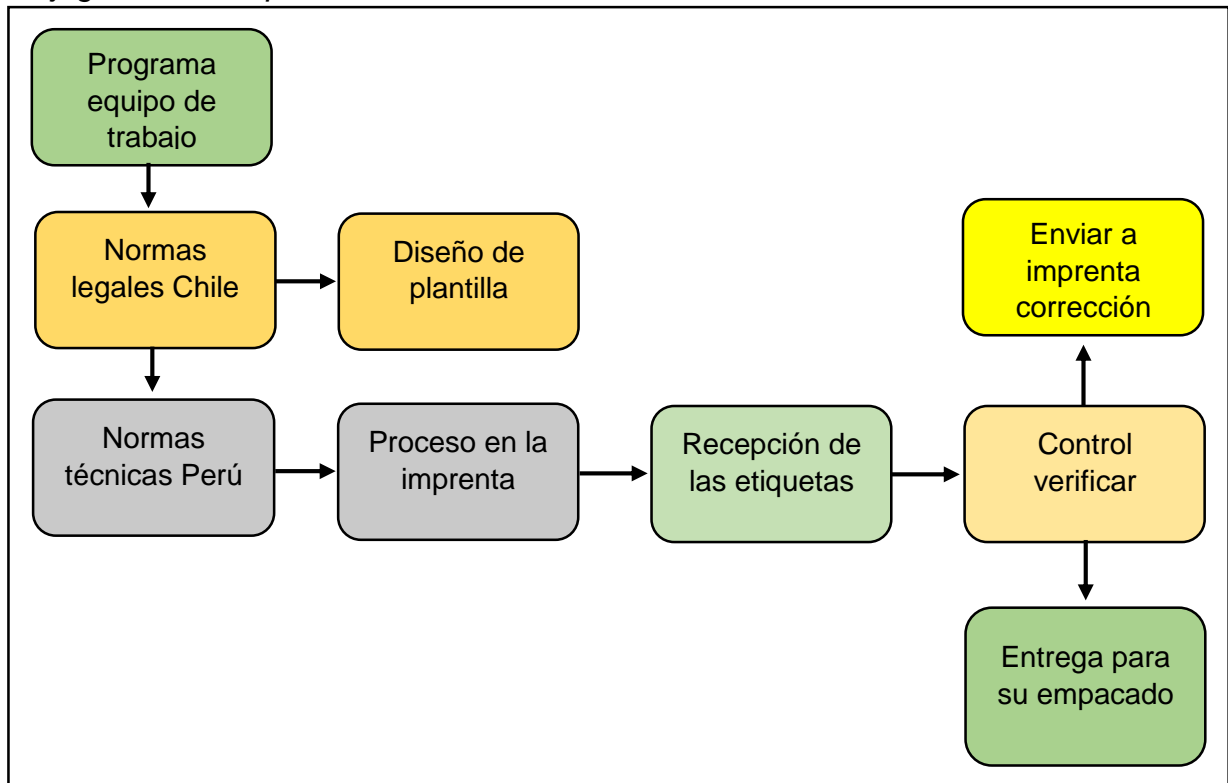 Programa
equipo de
trabajo
Normas
legales Chile
Diseño de
plantilla
Enviar a
imprenta
corrección
Normas
técnicas Perú
Proceso en la
imprenta
Recepción de
las etiquetas
Control
verificar
Entrega para
su empacado